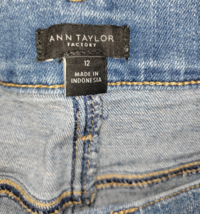 ANN TAYLOR
FACTORY
12
MADE IN
INDONESIA